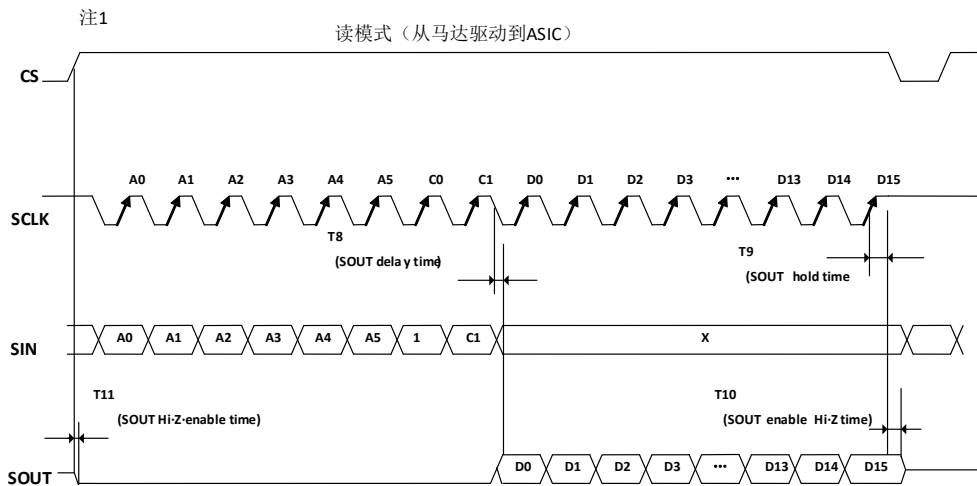 注1
读模式（从马达驱动到ASIC）
CS
A0 A1 A2 A3 A4 A5 C0 C1 D0 D1 D2 D3 ... D13 D14 D15
SCLK
T8
(SOUT delay time)
T9
(SOUT hold time
SIN
A0 A1 A2 A3 A4 A5 1 C1 X
T11
(SOUT Hi-Z-enable time)
T10
(SOUT enable Hi-Z time)
SOUT
D0 D1 D2 D3 ... D13 D14 D15